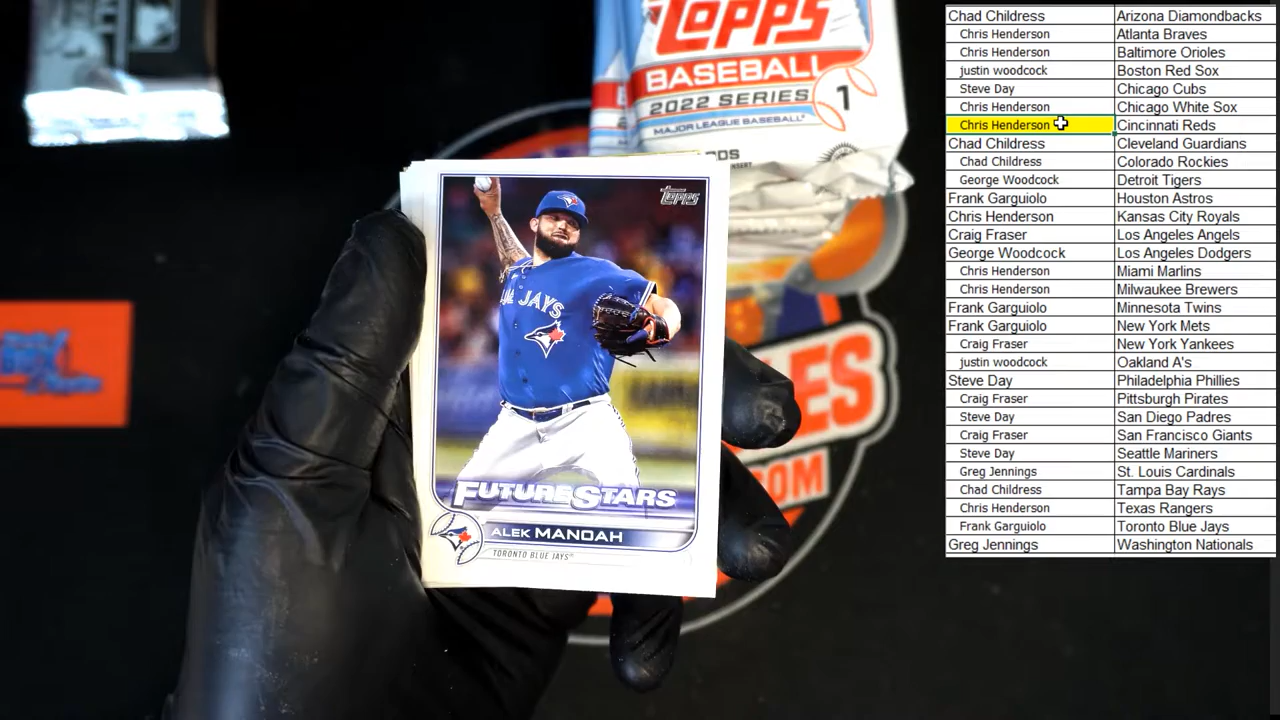 Topps
BASEBALL
2022 SERIES 1
MAJOR LEAGUE BASEBALL
Topps
JAYS
FUTURE STARS
ALEK MANOAH
TORONTO BLUE JAYS
BOX
LES
.COM
Chad Childress Arizona Diamondbacks
Chris Henderson Atlanta Braves
Chris Henderson Baltimore Orioles
justin woodcock Boston Red Sox
Steve Day Chicago Cubs
Chris Henderson Chicago White Sox
Chris Henderson Cincinnati Reds
Chad Childress Cleveland Guardians
Chad Childress Colorado Rockies
George Woodcock Detroit Tigers
Frank Garguiolo Houston Astros
Chris Henderson Kansas City Royals
Craig Fraser Los Angeles Angels
George Woodcock Los Angeles Dodgers
Chris Henderson Miami Marlins
Chris Henderson Milwaukee Brewers
Frank Garguiolo Minnesota Twins
Frank Garguiolo New York Mets
Craig Fraser New York Yankees
justin woodcock Oakland A's
Steve Day Philadelphia Phillies
Craig Fraser Pittsburgh Pirates
Steve Day San Diego Padres
Craig Fraser San Francisco Giants
Steve Day Seattle Mariners
Greg Jennings St. Louis Cardinals
Chad Childress Tampa Bay Rays
Chris Henderson Texas Rangers
Frank Garguiolo Toronto Blue Jays
Greg Jennings Washington Nationals